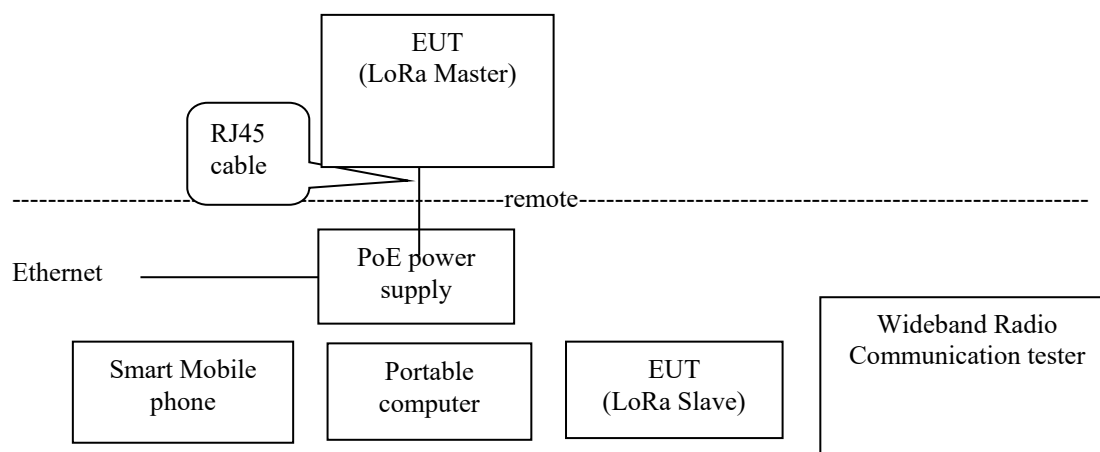 EUT
(LoRa Master)
RJ45
cable
remote
Ethernet
PoE power
supply
Wideband Radio
Communication tester
Smart Mobile
phone
Portable
computer
EUT
(LoRa Slave)